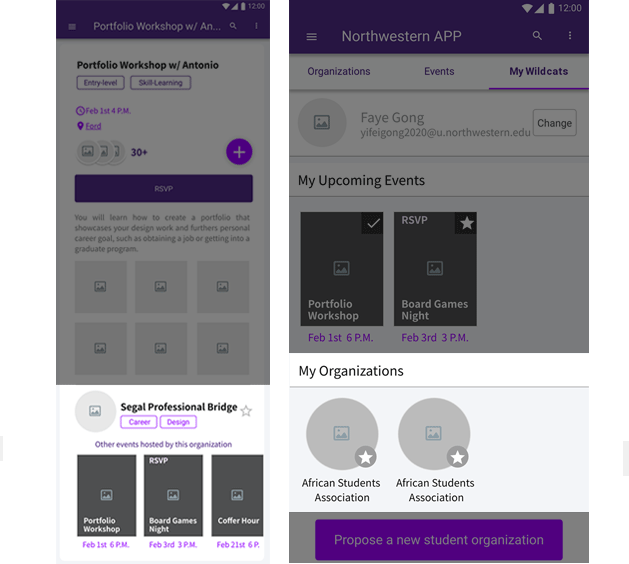 12:00
Portfolio Workshop w/ An...
Portfolio Workshop w/ Antonio
Entry-level Skill-Learning
Feb 1st 4 P.M.
Ford
30+
RSVP
You will learn how to create a portfolio that
showcases your design work and furthers personal
career goal, such as obtaining a job or getting into a
graduate program.
Segal Professional Bridge
Career Design
Other events hosted by this organization
RSVP
Portfolio
Workshop
Board Games
Night
Coffer Hour
Feb 1st 6 P.M. Feb 3rd 3 P.M. Feb 21st 6 P.
12:00
Northwestern APP
Organizations Events My Wildcats
Faye Gong
yifeigong2020@u.northwestern.edu
Change
My Upcoming Events
RSVP
Portfolio
Workshop
Board Games
Night
Feb 1st 6 P.M. Feb 3rd 3 P.M.
My Organizations
African Students
Association
African Students
Association
Propose a new student organization